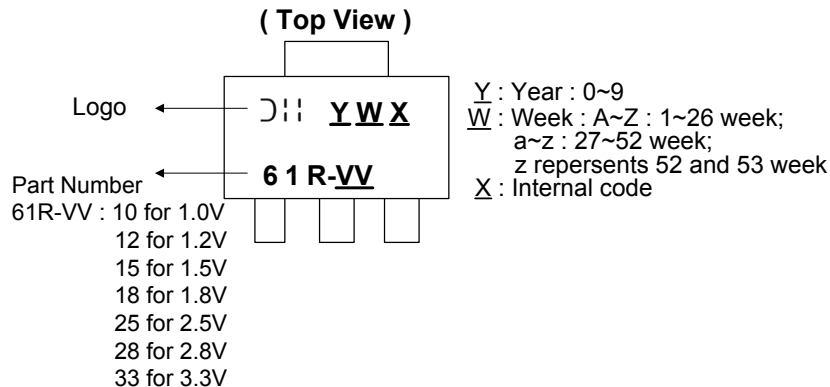 ( Top View )
Logo
Y W X
61R-VV
Y : Year : 0~9
W : Week : A~Z : 1~26 week;
a~z : 27~52 week;
z repersents 52 and 53 week
X : Internal code
Part Number
61R-VV : 10 for 1.0V
12 for 1.2V
15 for 1.5V
18 for 1.8V
25 for 2.5V
28 for 2.8V
33 for 3.3V